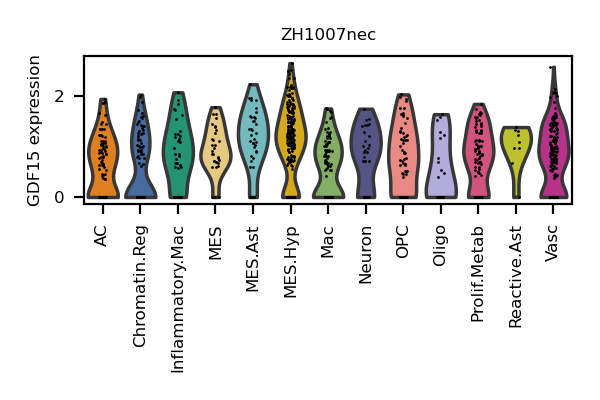 ZH1007nec
GDF15 expression
2
0
AC
Chromatin.Reg
Inflammatory.Mac
MES
MES.Ast
MES.Hyp
Mac
Neuron
OPC
Oligo
Prolif.Metab
Reactive.Ast
Vasc